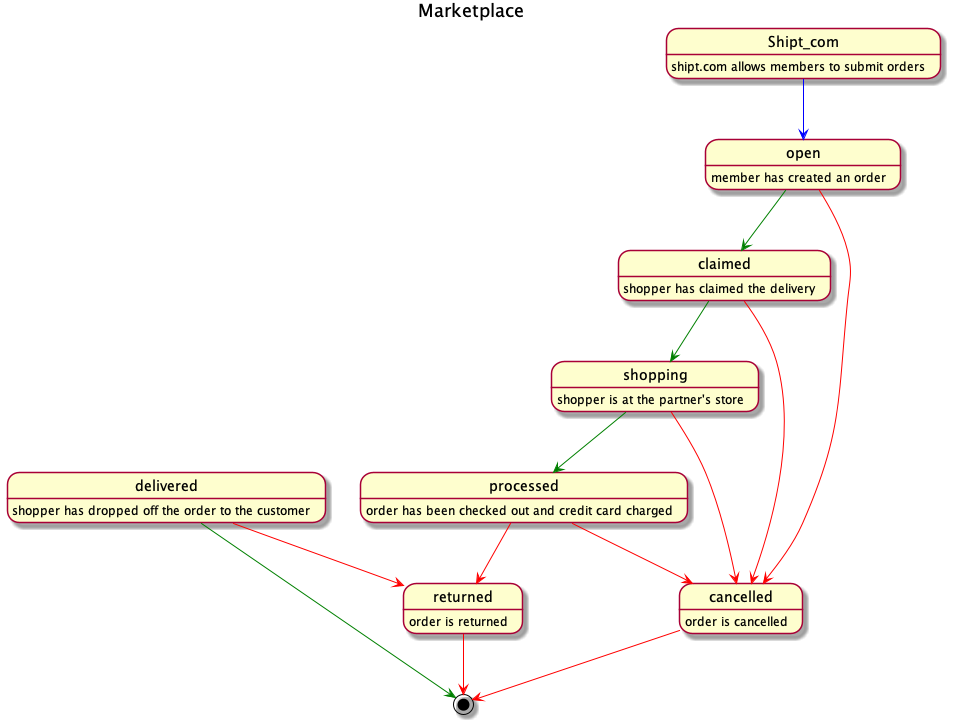 Marketplace
Shipt_com
shipt.com allows members to submit orders
open
member has created an order
claimed
shopper has claimed the delivery
shopping
shopper is at the partner's store
delivered
shopper has dropped off the order to the customer
processed
order has been checked out and credit card charged
returned
order is returned
cancelled
order is cancelled